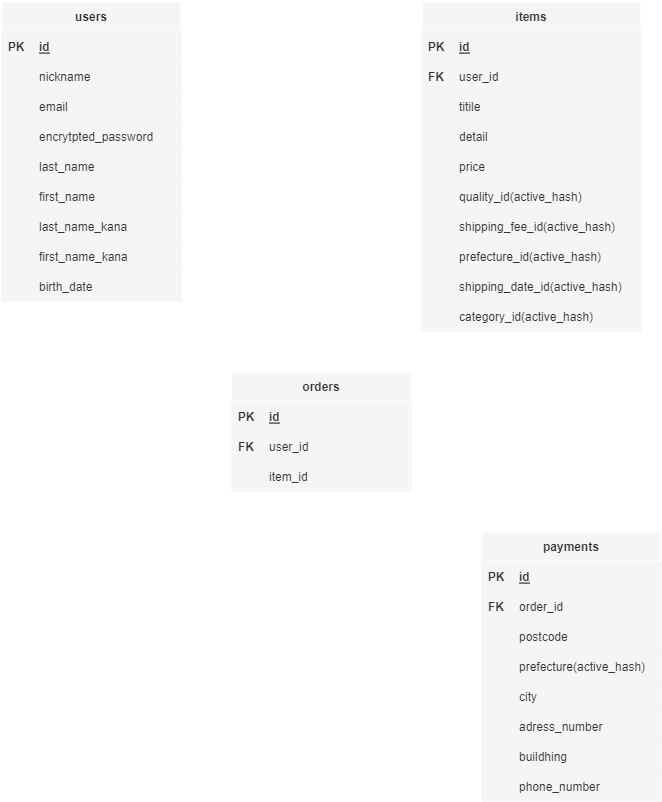 users
PK id
nickname
email
encrytpted_password
last_name
first_name
last_name_kana
first_name_kana
birth_date
items
PK id
FK user_id
titile
detail
price
quality_id(active_hash)
shipping_fee_id(active_hash)
prefecture_id(active_hash)
shipping_date_id(active_hash)
category_id(active_hash)
orders
PK id
FK user_id
item_id
payments
PK id
FK order_id
postcode
prefecture(active_hash)
city
adress_number
buildhing
phone_number